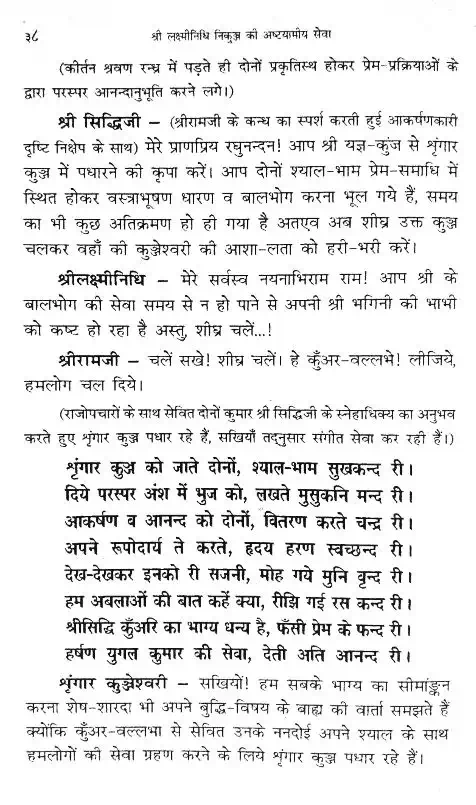 ३८ श्री लक्ष्मीनिधि निकुञ्ज की अष्टयामीय सेवा
(कीर्तन श्रवण रन्ध्र में पड़ते ही दोनों प्रकृतिस्थ होकर प्रेम-प्रक्रियाओं के
द्वारा परस्पर आनन्दानुभूति करने लगे।)
श्री सिद्धिजी – (श्रीरामजी के कन्ध का स्पर्श करती हुई आकर्षणकारी
दृष्टि निक्षेप के साथ) मेरे प्राणप्रिय रघुनन्दन! आप श्री यज्ञ-कुंज से शृंगार
कुञ्ज में पधारने की कृपा करें। आप दोनों श्याल-भाम प्रेम-समाधि में
स्थित होकर वस्त्राभूषण धारण व बालभोग करना भूल गये हैं, समय
का भी कुछ अतिक्रमण हो ही गया है अतएव अब शीघ्र उक्त कुञ्ज
चलकर वहाँ की कुञ्जेश्वरी की आशा-लता को हरी-भरी करें।
श्रीलक्ष्मीनिधि – मेरे सर्वस्व नयनाभिराम राम! आप श्री के
बालभोग की सेवा समय से न हो पाने से अपनी श्री भगिनी की भाभी
को कष्ट हो रहा है अस्तु, शीघ्र चलें...!
श्रीरामजी – चलें सखे! शीघ्र चलें। हे कुँअर-वल्लभे! लीजिये,
हमलोग चल दिये।
(राजोपचारों के साथ सेवित दोनों कुमार श्री सिद्धिजी के स्नेहाधिक्य का अनुभव
करते हुए शृंगार कुञ्ज पधार रहे हैं, सखियाँ तद्नुसार संगीत सेवा कर रही हैं।)
शृंगार कुञ्ज को जाते दोनों, श्याल-भाम सुखकन्द री।
दिये परस्पर अंश में भुज को, लखते मुसुकनि मन्द री।
आकर्षण व आनन्द को दोनों, वितरण करते चन्द्र री।
अपने रूपोदार्य ते करते, हृदय हरण स्वच्छन्द री।
देख-देखकर इनको री सजनी, मोह गये मुनि वृन्द री।
हम अबलाओं की बात कहें क्या, रीझि गई रस कन्द री।
श्रीसिद्धि कुँअरि का भाग्य धन्य है, फँसी प्रेम के फन्द री।
हर्षण युगल कुमार की सेवा, देती अति आनन्द री।
शृंगार कुञ्जेश्वरी – सखियों! हम सबके भाग्य का सीमांङ्कन
करना शेष-शारदा भी अपने बुद्धि-विषय के बाह्य की वार्ता समझते हैं
क्योंकि कुँअर-वल्लभा से सेवित उनके ननदोई अपने श्याल के साथ
हमलोगों की सेवा ग्रहण करने के लिये शृंगार कुञ्ज पधार रहे हैं।